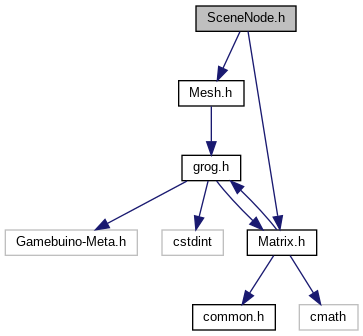 SceneNode.h
Mesh.h
grog.h
Gamebuino-Meta.h
cstdint
Matrix.h
common.h
cmath